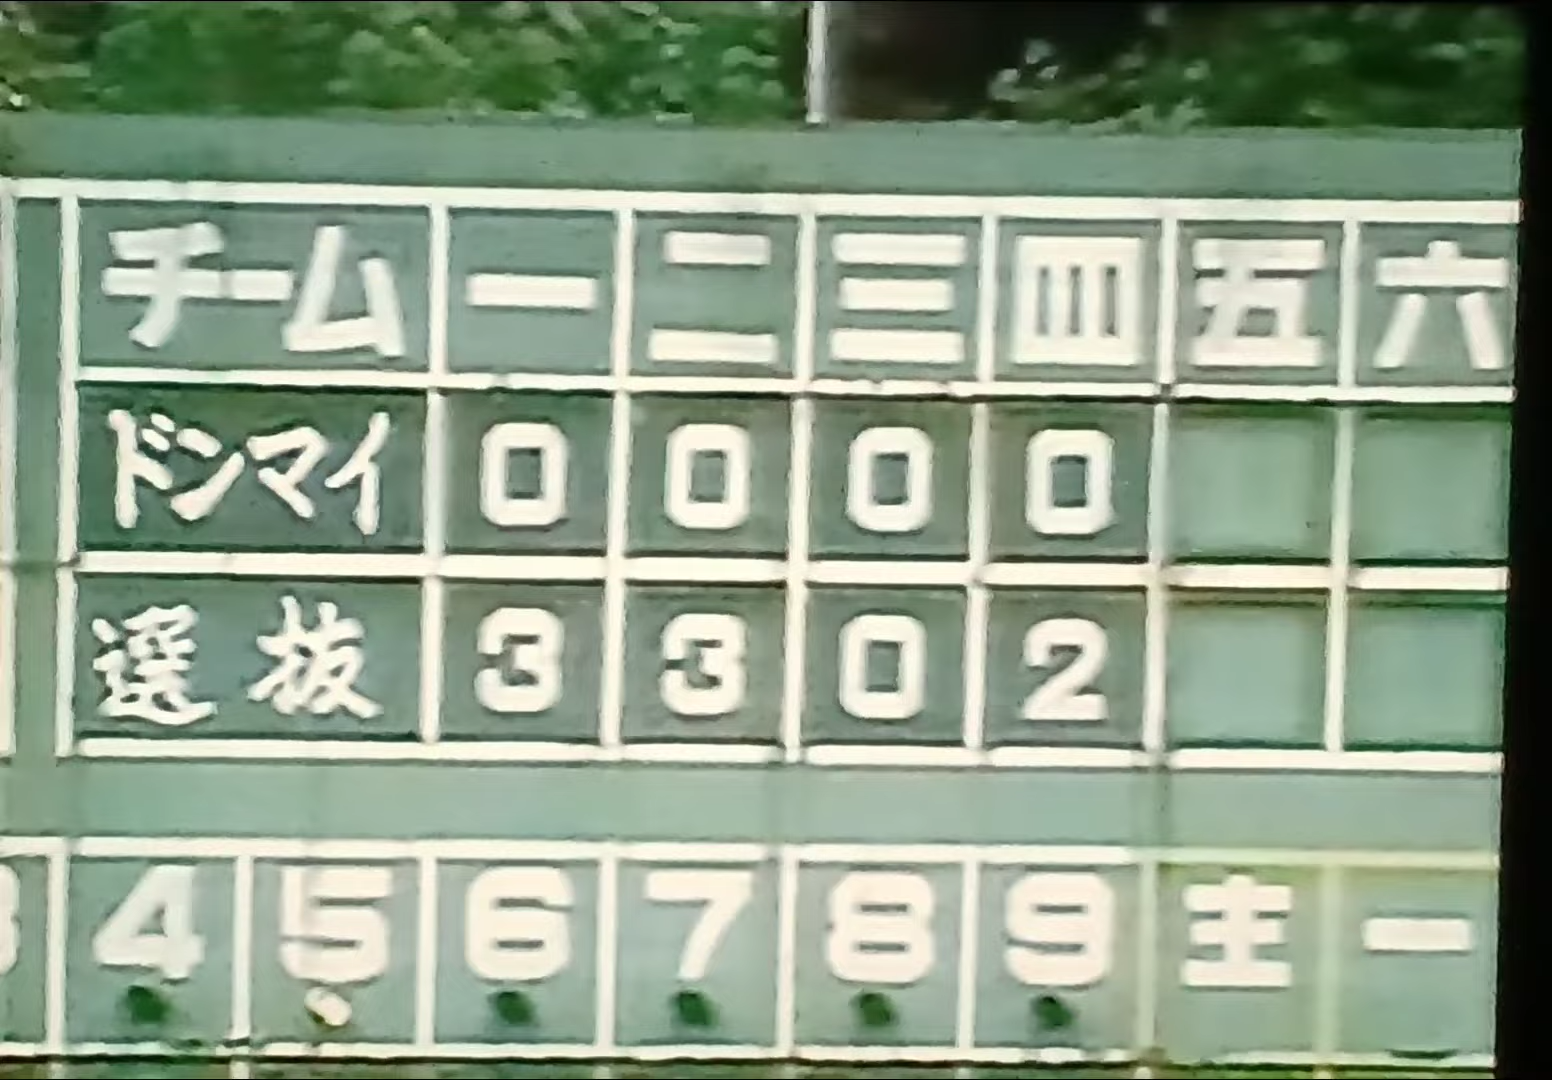 チーム 一 二 三 四 五 六
ドンマイ 0 0 0 0
選抜 3 3 0 2
4 5 6 7 8 9 主 一